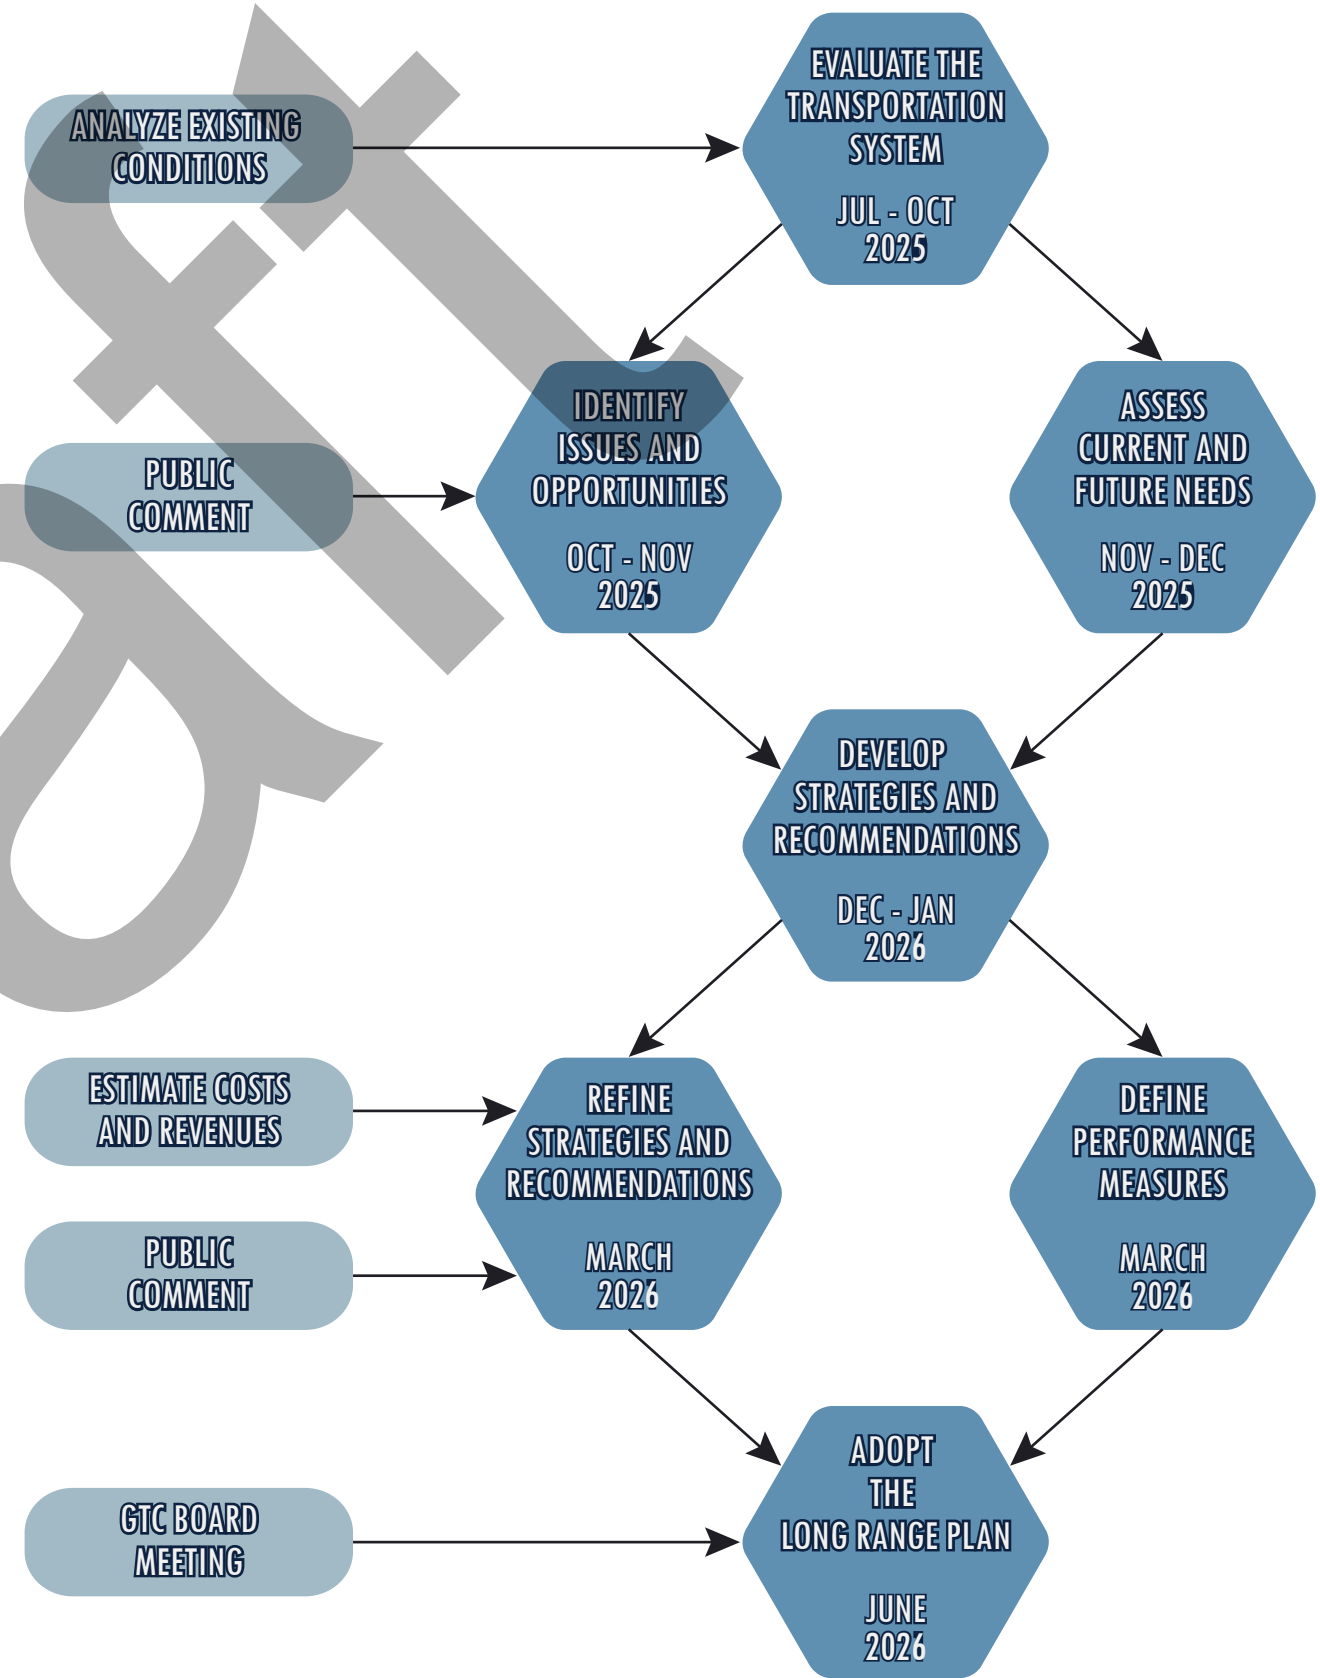 EVALUATE THE
TRANSPORTATION
SYSTEM
JUL - OCT
2025
ANALYZE EXISTING
CONDITIONS
IDENTIFY
ISSUES AND
OPPORTUNITIES
OCT - NOV
2025
ASSESS
CURRENT AND
FUTURE NEEDS
NOV - DEC
2025
PUBLIC
COMMENT
DEVELOP
STRATEGIES AND
RECOMMENDATIONS
DEC - JAN
2026
ESTIMATE COSTS
AND REVENUES
REFINE
STRATEGIES AND
RECOMMENDATIONS
MARCH
2026
DEFINE
PERFORMANCE
MEASURES
MARCH
2026
PUBLIC
COMMENT
ADOPT
THE
LONG RANGE PLAN
JUNE
2026
GTC BOARD
MEETING
aft